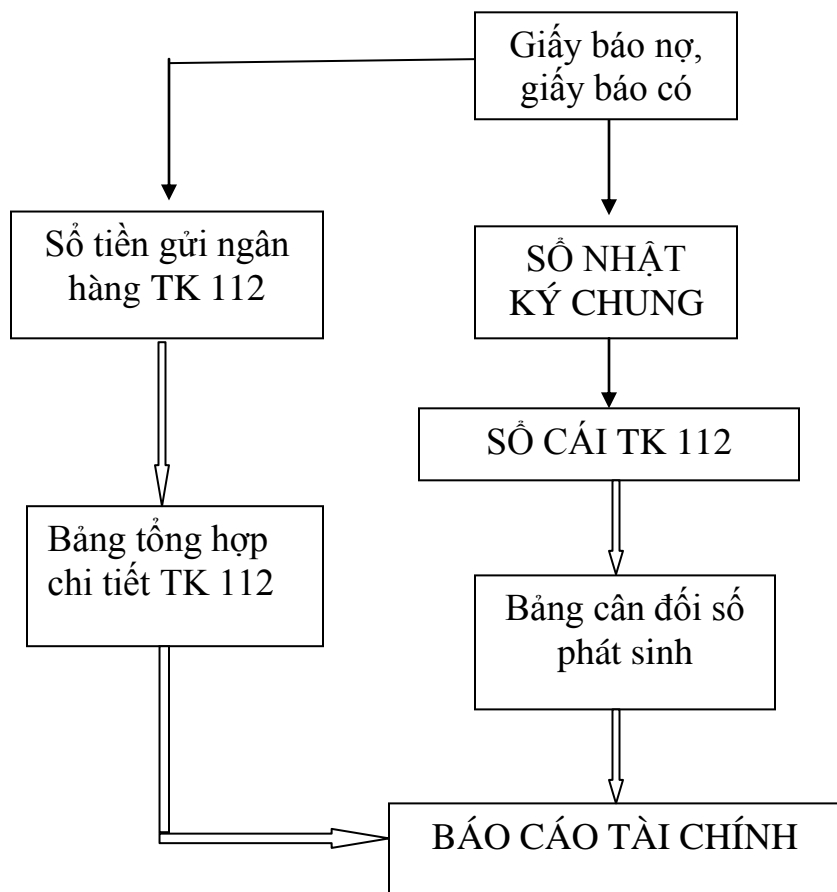 Giấy báo nợ,
giấy báo có
Sổ tiền gửi ngân
hàng TK 112
SỔ NHẬT
KÝ CHUNG
SỔ CÁI TK 112
Bảng tổng hợp
chi tiết TK 112
Bảng cân đối số
phát sinh
BÁO CÁO TÀI CHÍNH